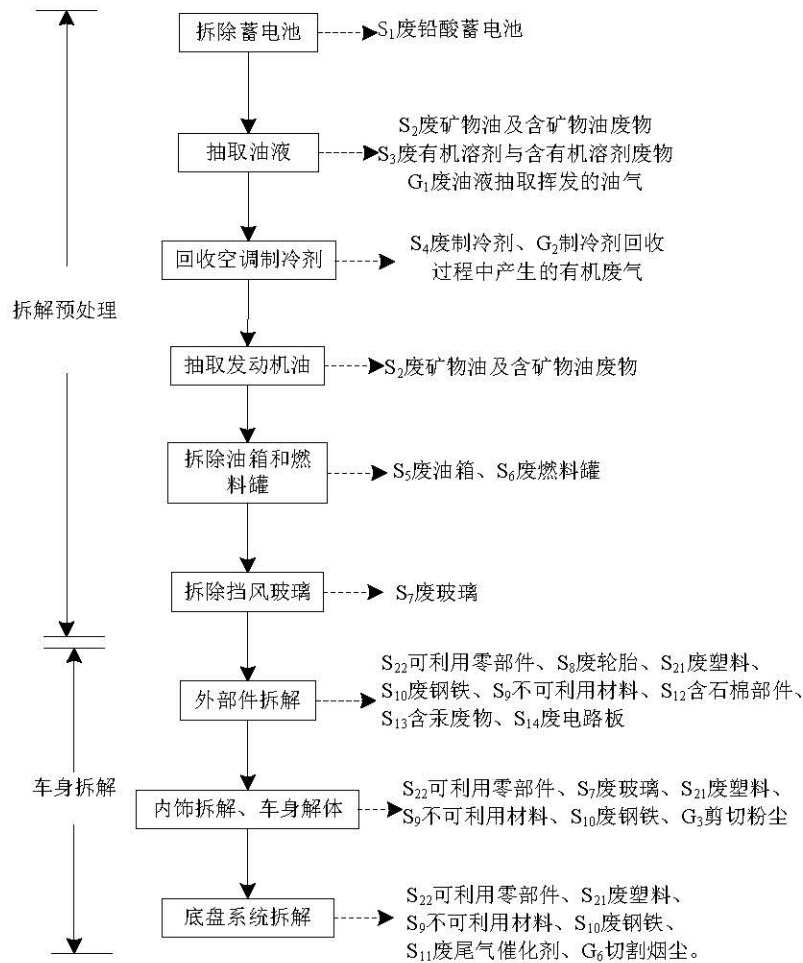 拆除蓄电池
S₁废铅酸蓄电池
S₂废矿物油及含矿物油废物
抽取油液
S₃废有机溶剂与含有机溶剂废物
G₁废油液抽取挥发的油气
回收空调制冷剂
S₄废制冷剂、G₂制冷剂回收
过程中产生的有机废气
拆解预处理
抽取发动机油
S₂废矿物油及含矿物油废物
拆除油箱和燃
料罐
S₅废油箱、S₆废燃料罐
拆除挡风玻璃
S₇废玻璃
外部件拆解
S₂₂可利用零部件、S₈废轮胎、S₂₁废塑料、
S₁₀废钢铁、S₉不可利用材料、S₁₂含石棉部件、
S₁₃含汞废物、S₁₄废电路板
车身拆解
内饰拆解、车身解体
S₂₂可利用零部件、S₇废玻璃、S₂₁废塑料、
S₉不可利用材料、S₁₀废钢铁、G₃剪切粉尘
底盘系统拆解
S₂₂可利用零部件、S₂₁废塑料、
S₉不可利用材料、S₁₀废钢铁、
S₁₁废尾气催化剂、G₆切割烟尘。